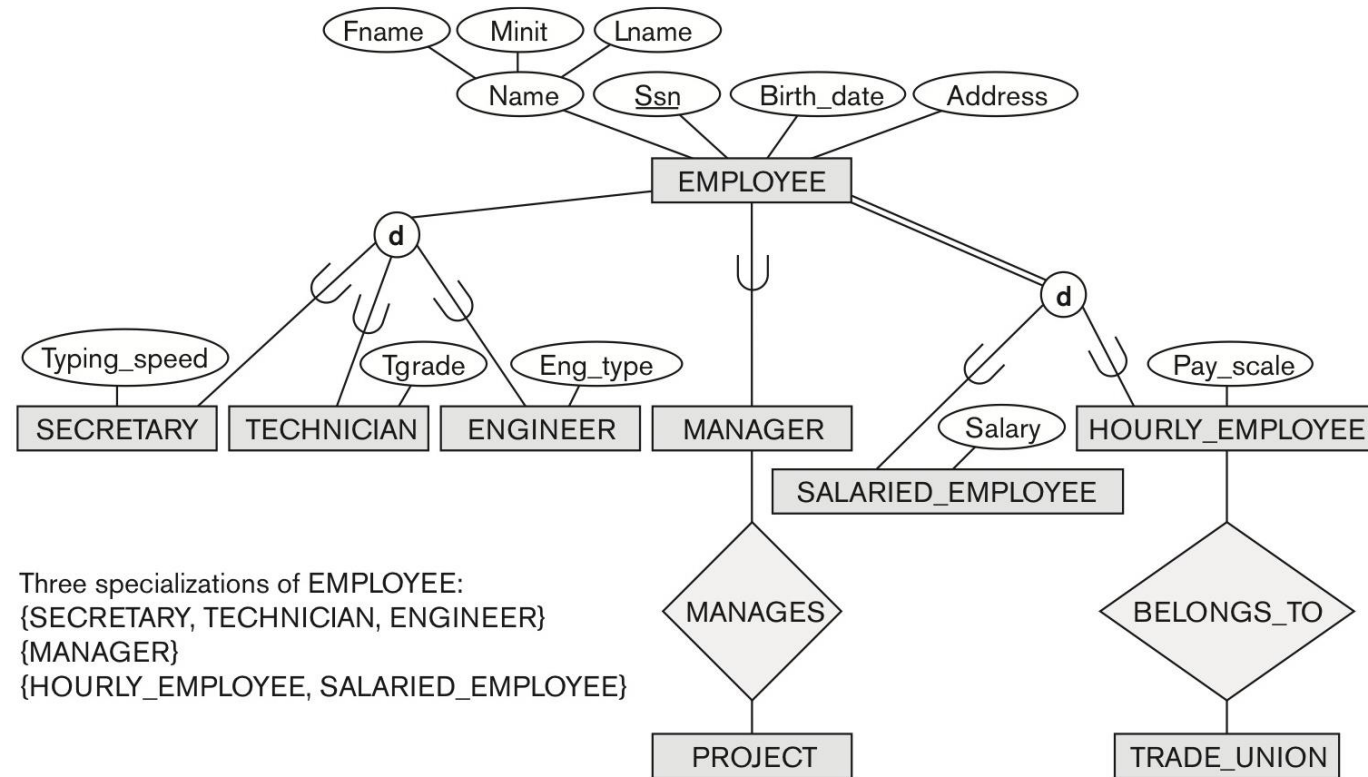 Fname Minit Lname
Name Ssn Birth_date Address
EMPLOYEE
d
d
Typing_speed Tgrade Eng_type Pay_scale
SECRETARY TECHNICIAN ENGINEER MANAGER Salary HOURLY_EMPLOYEE
SALARIED_EMPLOYEE
Three specializations of EMPLOYEE:
{SECRETARY, TECHNICIAN, ENGINEER}
{MANAGER}
{HOURLY_EMPLOYEE, SALARIED_EMPLOYEE}
MANAGES BELONGS_TO
PROJECT TRADE_UNION